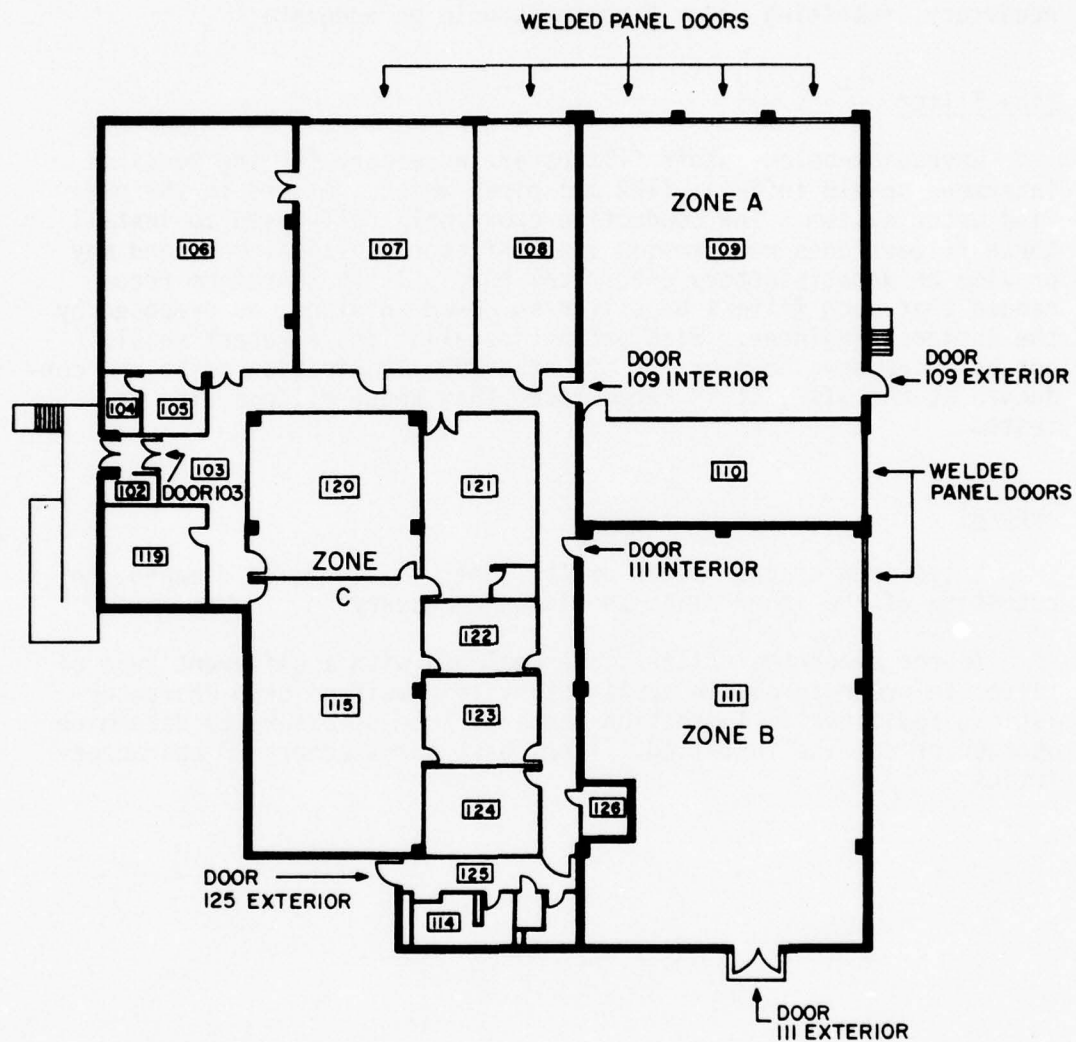 WELDED PANEL DOORS
ZONE A
106
107
108
109
DOOR
109 INTERIOR
DOOR
109 EXTERIOR
104
105
103
DOOR 103
102
110
WELDED
PANEL DOORS
120
121
119
ZONE
C
DOOR
111 INTERIOR
122
115
123
111
ZONE B
124
126
DOOR
125 EXTERIOR
125
114
DOOR
111 EXTERIOR